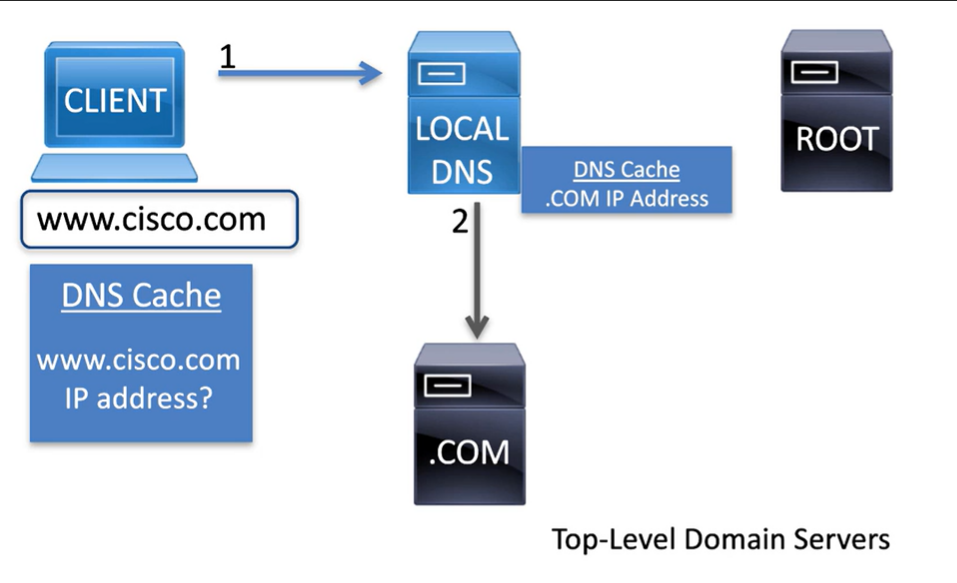 1
CLIENT
LOCAL
DNS
ROOT
DNS Cache
.COM IP Address
www.cisco.com
2
DNS Cache
www.cisco.com
IP address?
.COM
Top-Level Domain Servers